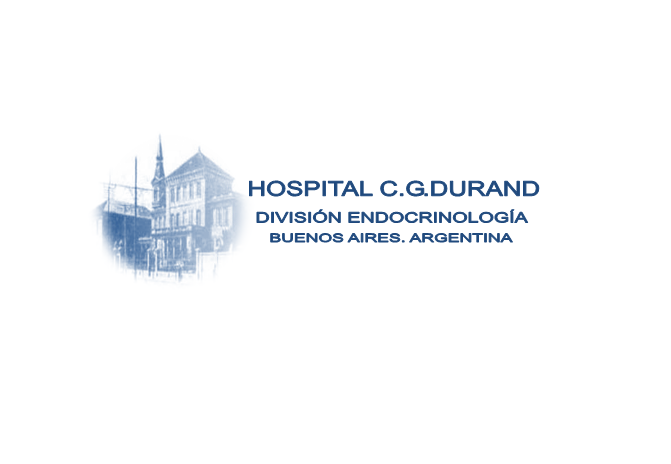 HOSPITAL C.G.DURAND
DIVISIÓN ENDOCRINOLOGÍA
BUENOS AIRES. ARGENTINA